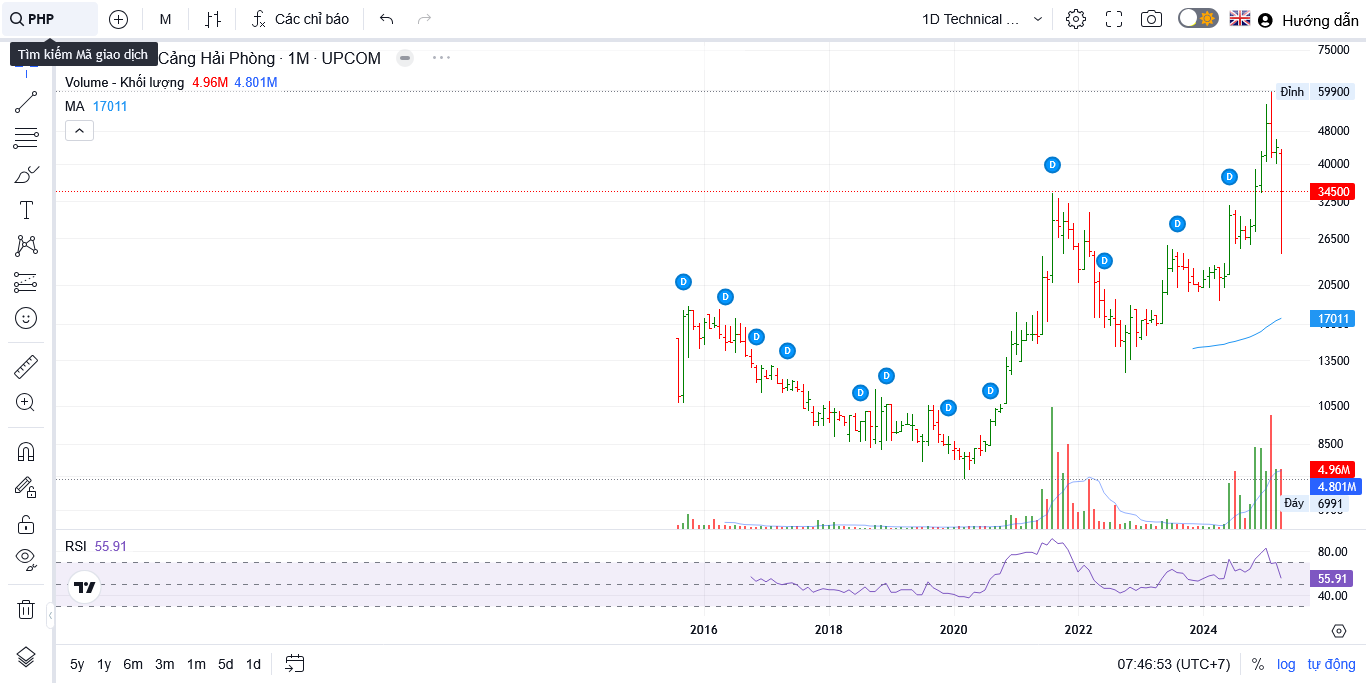 PHP
M
Các chỉ báo
1D Technical ...
Hướng dẫn
Tìm kiếm Mã giao dịch
Cảng Hải Phòng · 1M · UPCOM
Volume - Khối lượng 4.96M 4.801M
MA 17011
75000
Đỉnh 59900
48000
40000
34500
32500
26500
20500
17011
13500
10500
8500
4.96M
4.801M
Đáy 6991
D
D
D
D
D
D
D
D
D
D
D
D
RSI 55.91
80.00
55.91
40.00
2016 2018 2020 2022 2024
5y 1y 6m 3m 1m 5d 1d
07:46:53 (UTC+7) % log tự động